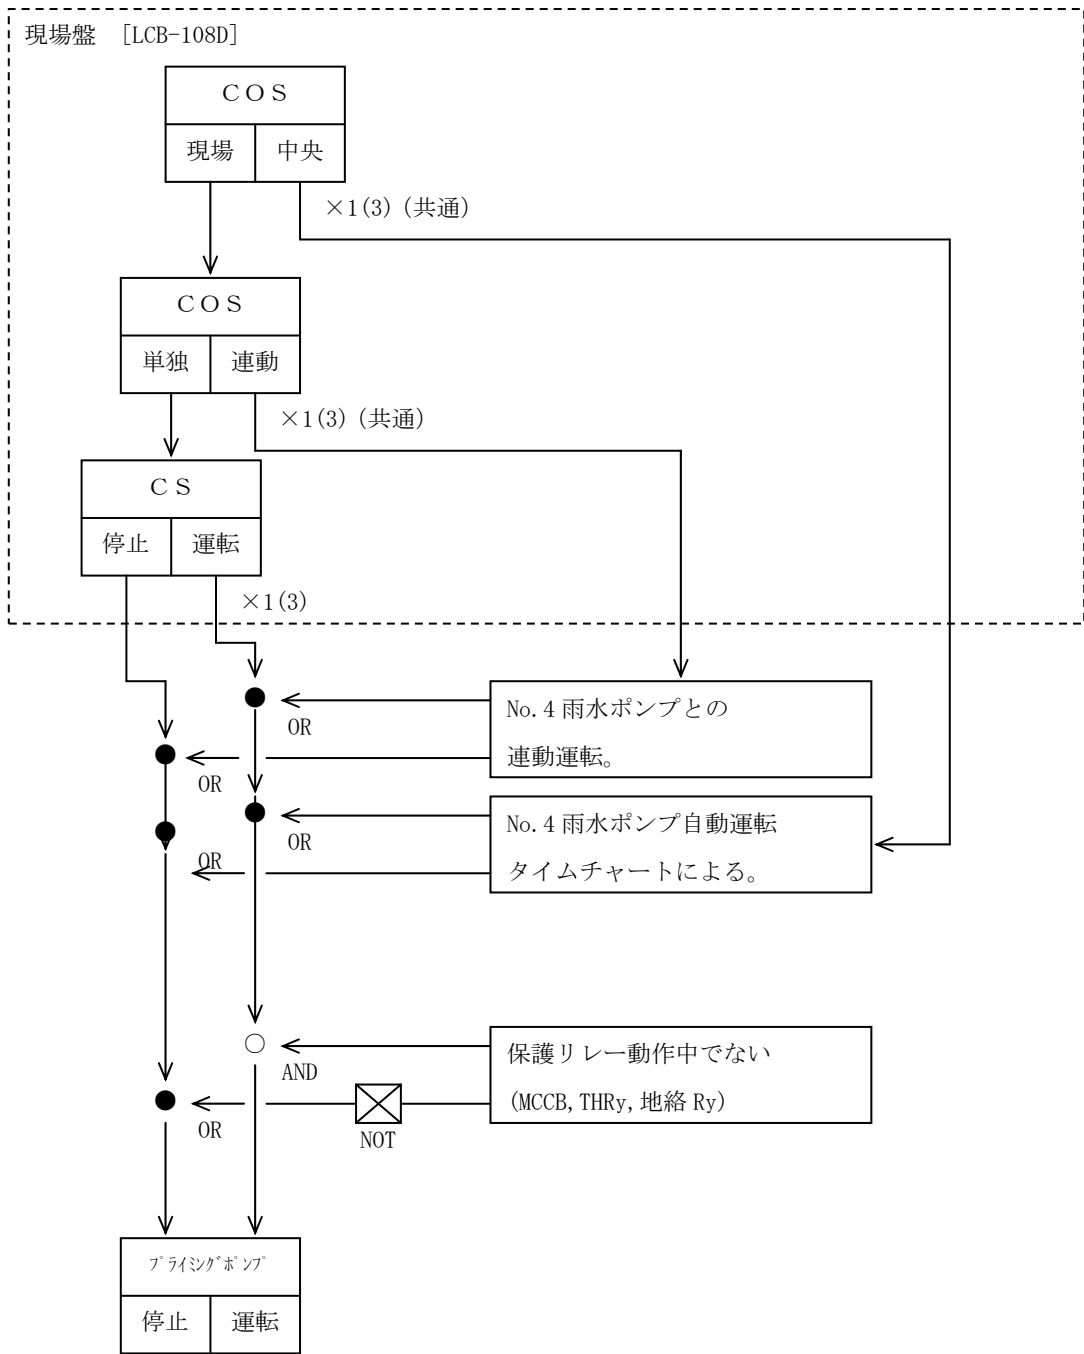 現場盤 [LCB-108D]
ＣＯＳ
現場 中央
×1(3)(共通)
ＣＯＳ
単独 連動
×1(3)(共通)
ＣＳ
停止 運転
×1(3)
No.4 雨水ポンプとの
連動運転。
OR
OR
No.4 雨水ポンプ自動運転
タイムチャートによる。
OR
OR
保護リレー動作中でない
(MCCB,THRy,地絡 Ry)
AND
OR
NOT
ﾌﾟﾗｲﾐﾝｸﾞﾎﾟﾝﾌﾟ
停止 運転